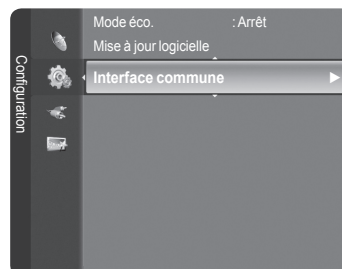 Configuration
Mode éco. : Arrêt
Mise à jour logicielle
Interface commune